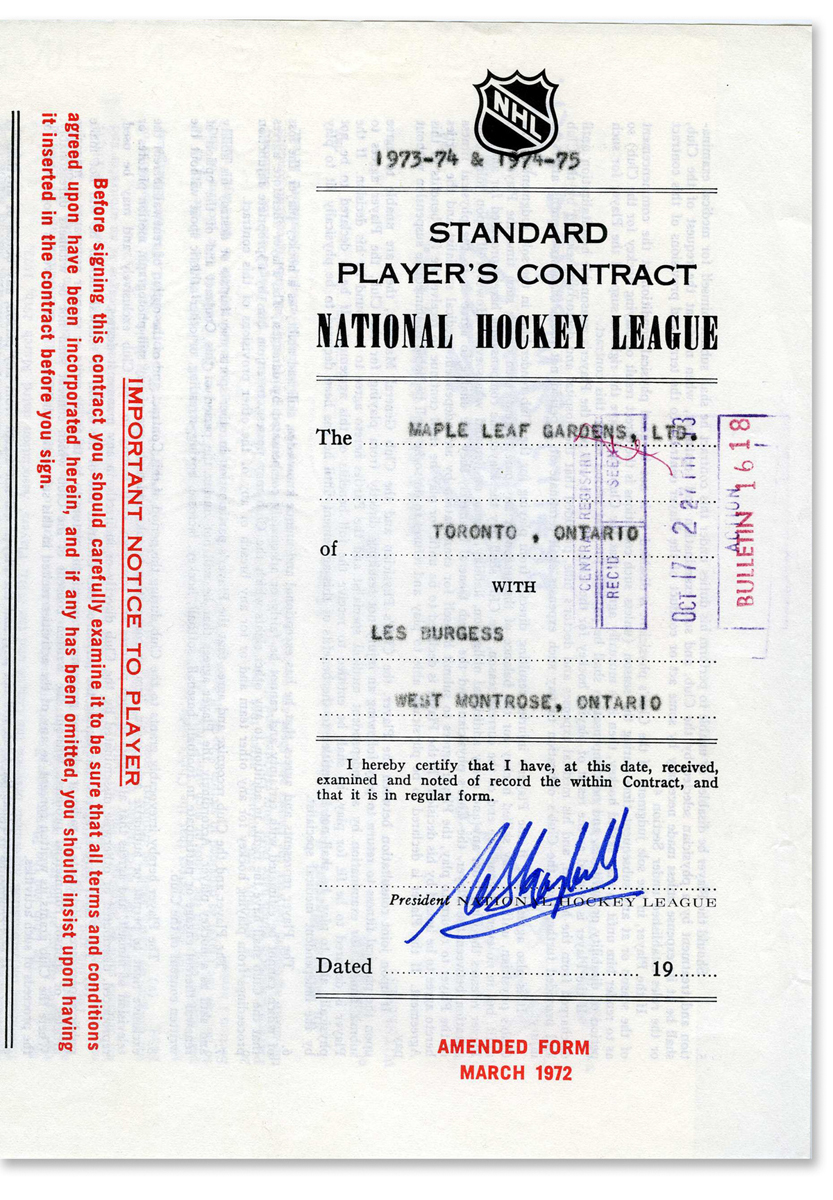 NHL
1973-74 & 1974-75
STANDARD
PLAYER'S CONTRACT
NATIONAL HOCKEY LEAGUE
The MAPLE LEAF GARDENS, LTD.
of TORONTO , ONTARIO
WITH
LES BURGESS
WEST MONTROSE, ONTARIO
I hereby certify that I have, at this date, received,
examined and noted of record the within Contract, and
that it is in regular form.
President NATIONAL HOCKEY LEAGUE
Dated 19
AMENDED FORM
MARCH 1972
CENTRAL REGISTRY
REC'D
OCT 17
ACTION
BULLETIN 1618
IMPORTANT NOTICE TO PLAYER
Before signing this contract you should carefully examine it to be sure that all terms and conditions
agreed upon have been incorporated herein, and if any has been omitted, you should insist upon having
it inserted in the contract before you sign.